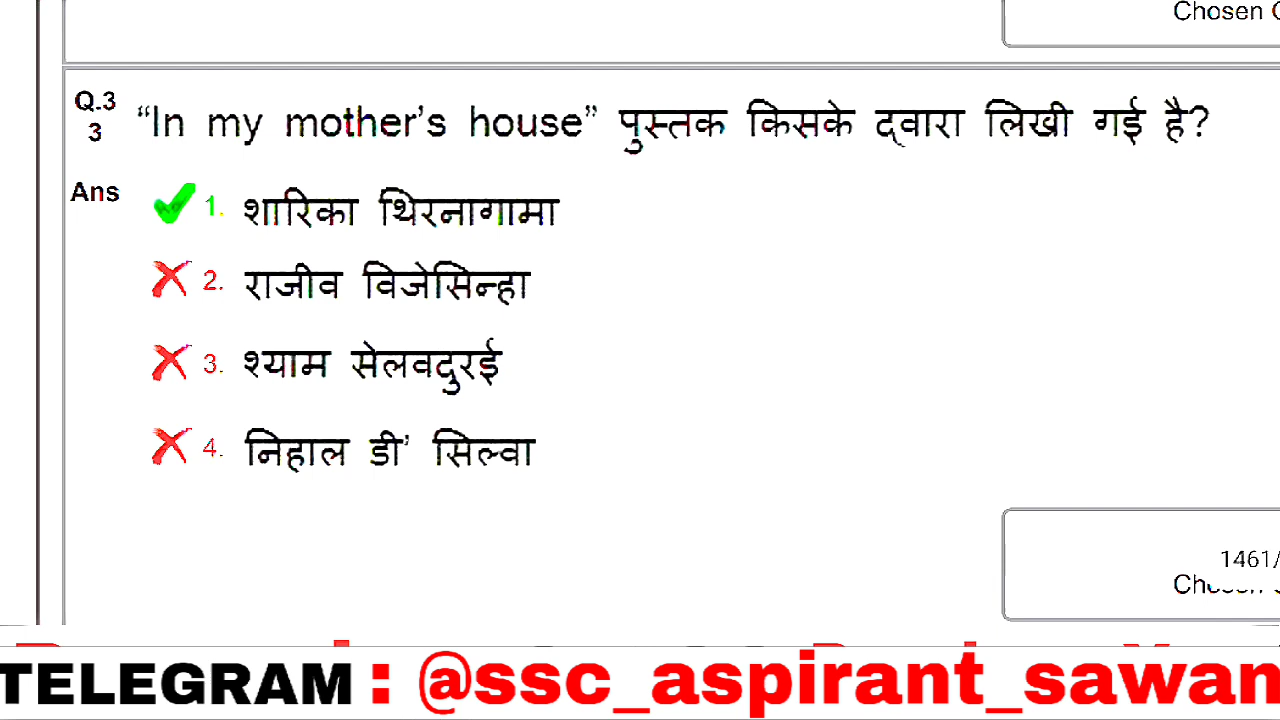 Chosen
Q.3
3
“In my mother’s house” पुस्तक किसके द्वारा लिखी गई है?
Ans
1. शारिका थिरनागामा
2. राजीव विजेसिन्हा
3. श्याम सेलवदुरई
4. निहाल डी’ सिल्वा
1461/
TELEGRAM : @ssc_aspirant_sawan